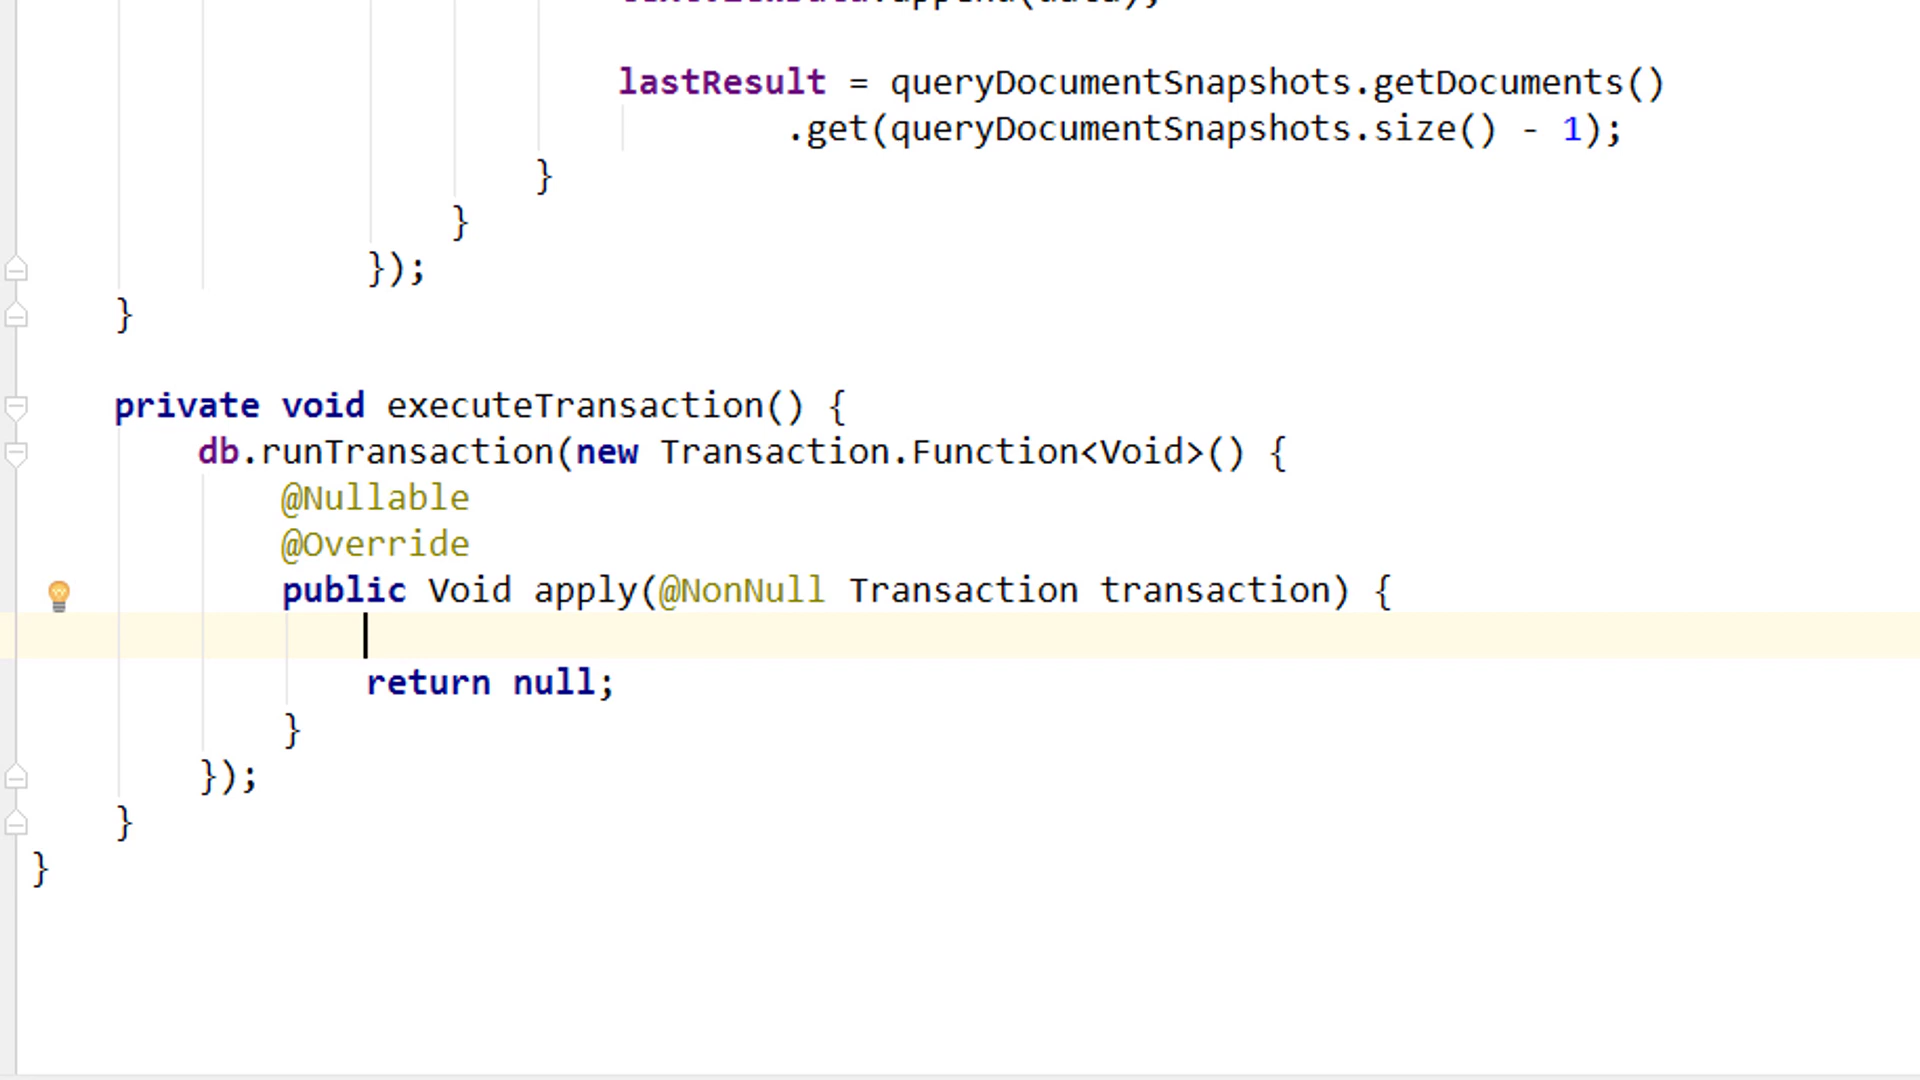 lastResult = queryDocumentSnapshots.getDocuments()
.get(queryDocumentSnapshots.size() - 1);
}
}
});
}
private void executeTransaction() {
db.runTransaction(new Transaction.Function<Void>() {
@Nullable
@Override
public Void apply(@NonNull Transaction transaction) {
return null;
}
});
}
}